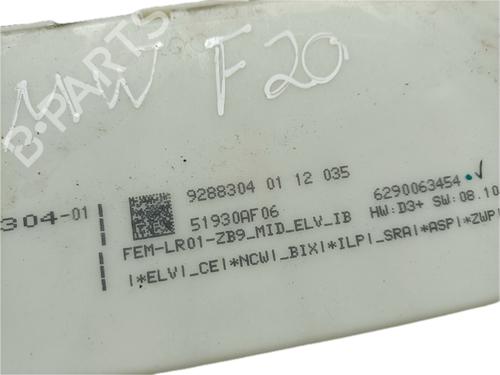 B-PARTS
MW F20
304-01
9288304 01 12 035
51930AF06
6290063454
HW:D3+ SW:08.10
FEM-LR01-ZB9_MID_ELV_IB
|*ELV|_CE|*NCW|_BIX|*ILP|_SRA|*ASP|*ZWP|